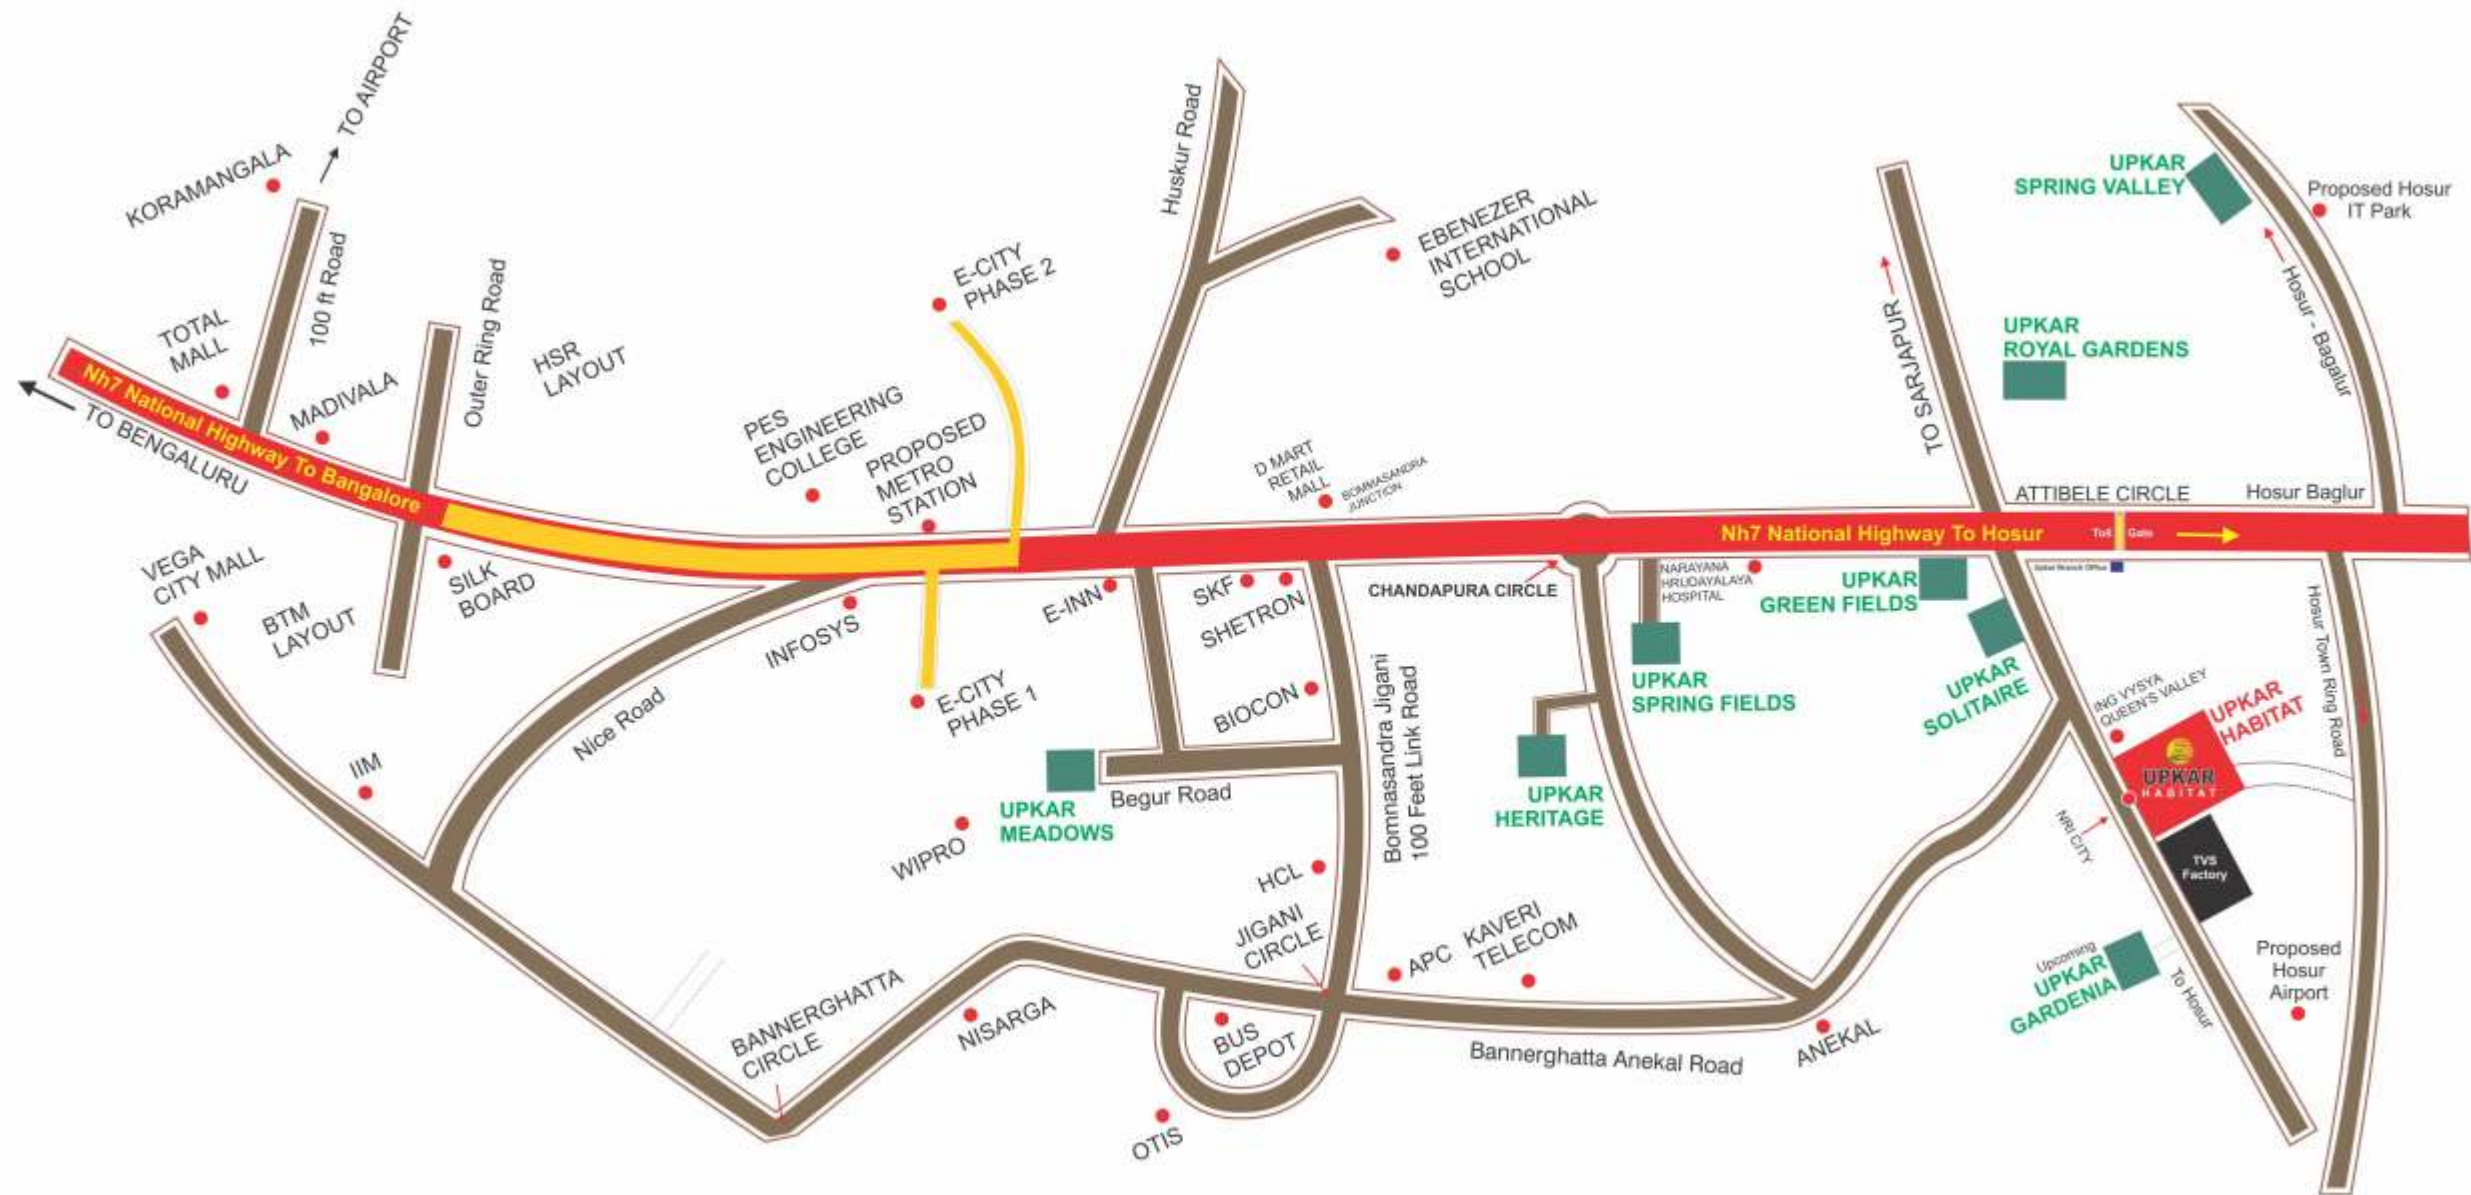 TO AIRPORT
KORAMANGALA
100 ft Road
TOTAL
MALL
MADIVALA
Outer Ring Road
HSR
LAYOUT
Nh7 National Highway To Bangalore
TO BENGALURU
VEGA
CITY MALL
BTM
LAYOUT
SILK
BOARD
IIM
Nice Road
PES
ENGINEERING
COLLEGE
PROPOSED
METRO
STATION
E-CITY
PHASE 2
INFOSYS
E-CITY
PHASE 1
Huskur Road
EBENEZER
INTERNATIONAL
SCHOOL
D MART
RETAIL
MALL
BOMMASANDRA
JUNCTION
E-INN
SKF
SHETRON
BIOCON
Begur Road
UPKAR
MEADOWS
WIPRO
HCL
JIGANI
CIRCLE
Bommasandra Jigani
100 Feet Link Road
BANNERGHATTA
CIRCLE
NISARGA
BUS
DEPOT
OTIS
APC
KAVERI
TELECOM
Bannerghatta Anekal Road
ANEKAL
CHANDAPURA CIRCLE
UPKAR
HERITAGE
NARAYANA
HRUDAYALAYA
HOSPITAL
UPKAR
SPRING FIELDS
UPKAR
GREEN FIELDS
UPKAR
SOLITAIRE
Nh7 National Highway To Hosur
Toll Gate
Upkar Branch Office
TO SARJAPUR
ATTIBELE CIRCLE
Hosur Baglur
UPKAR
SPRING VALLEY
UPKAR
ROYAL GARDENS
Proposed Hosur
IT Park
Hosur - Bagalur
Hosur Town Ring Road
ING VYSYA
QUEEN'S VALLEY
UPKAR
HABITAT
UPKAR
HABITAT
NRI CITY
TVS
Factory
Upcoming
UPKAR
GARDENIA
To Hosur
Proposed
Hosur
Airport